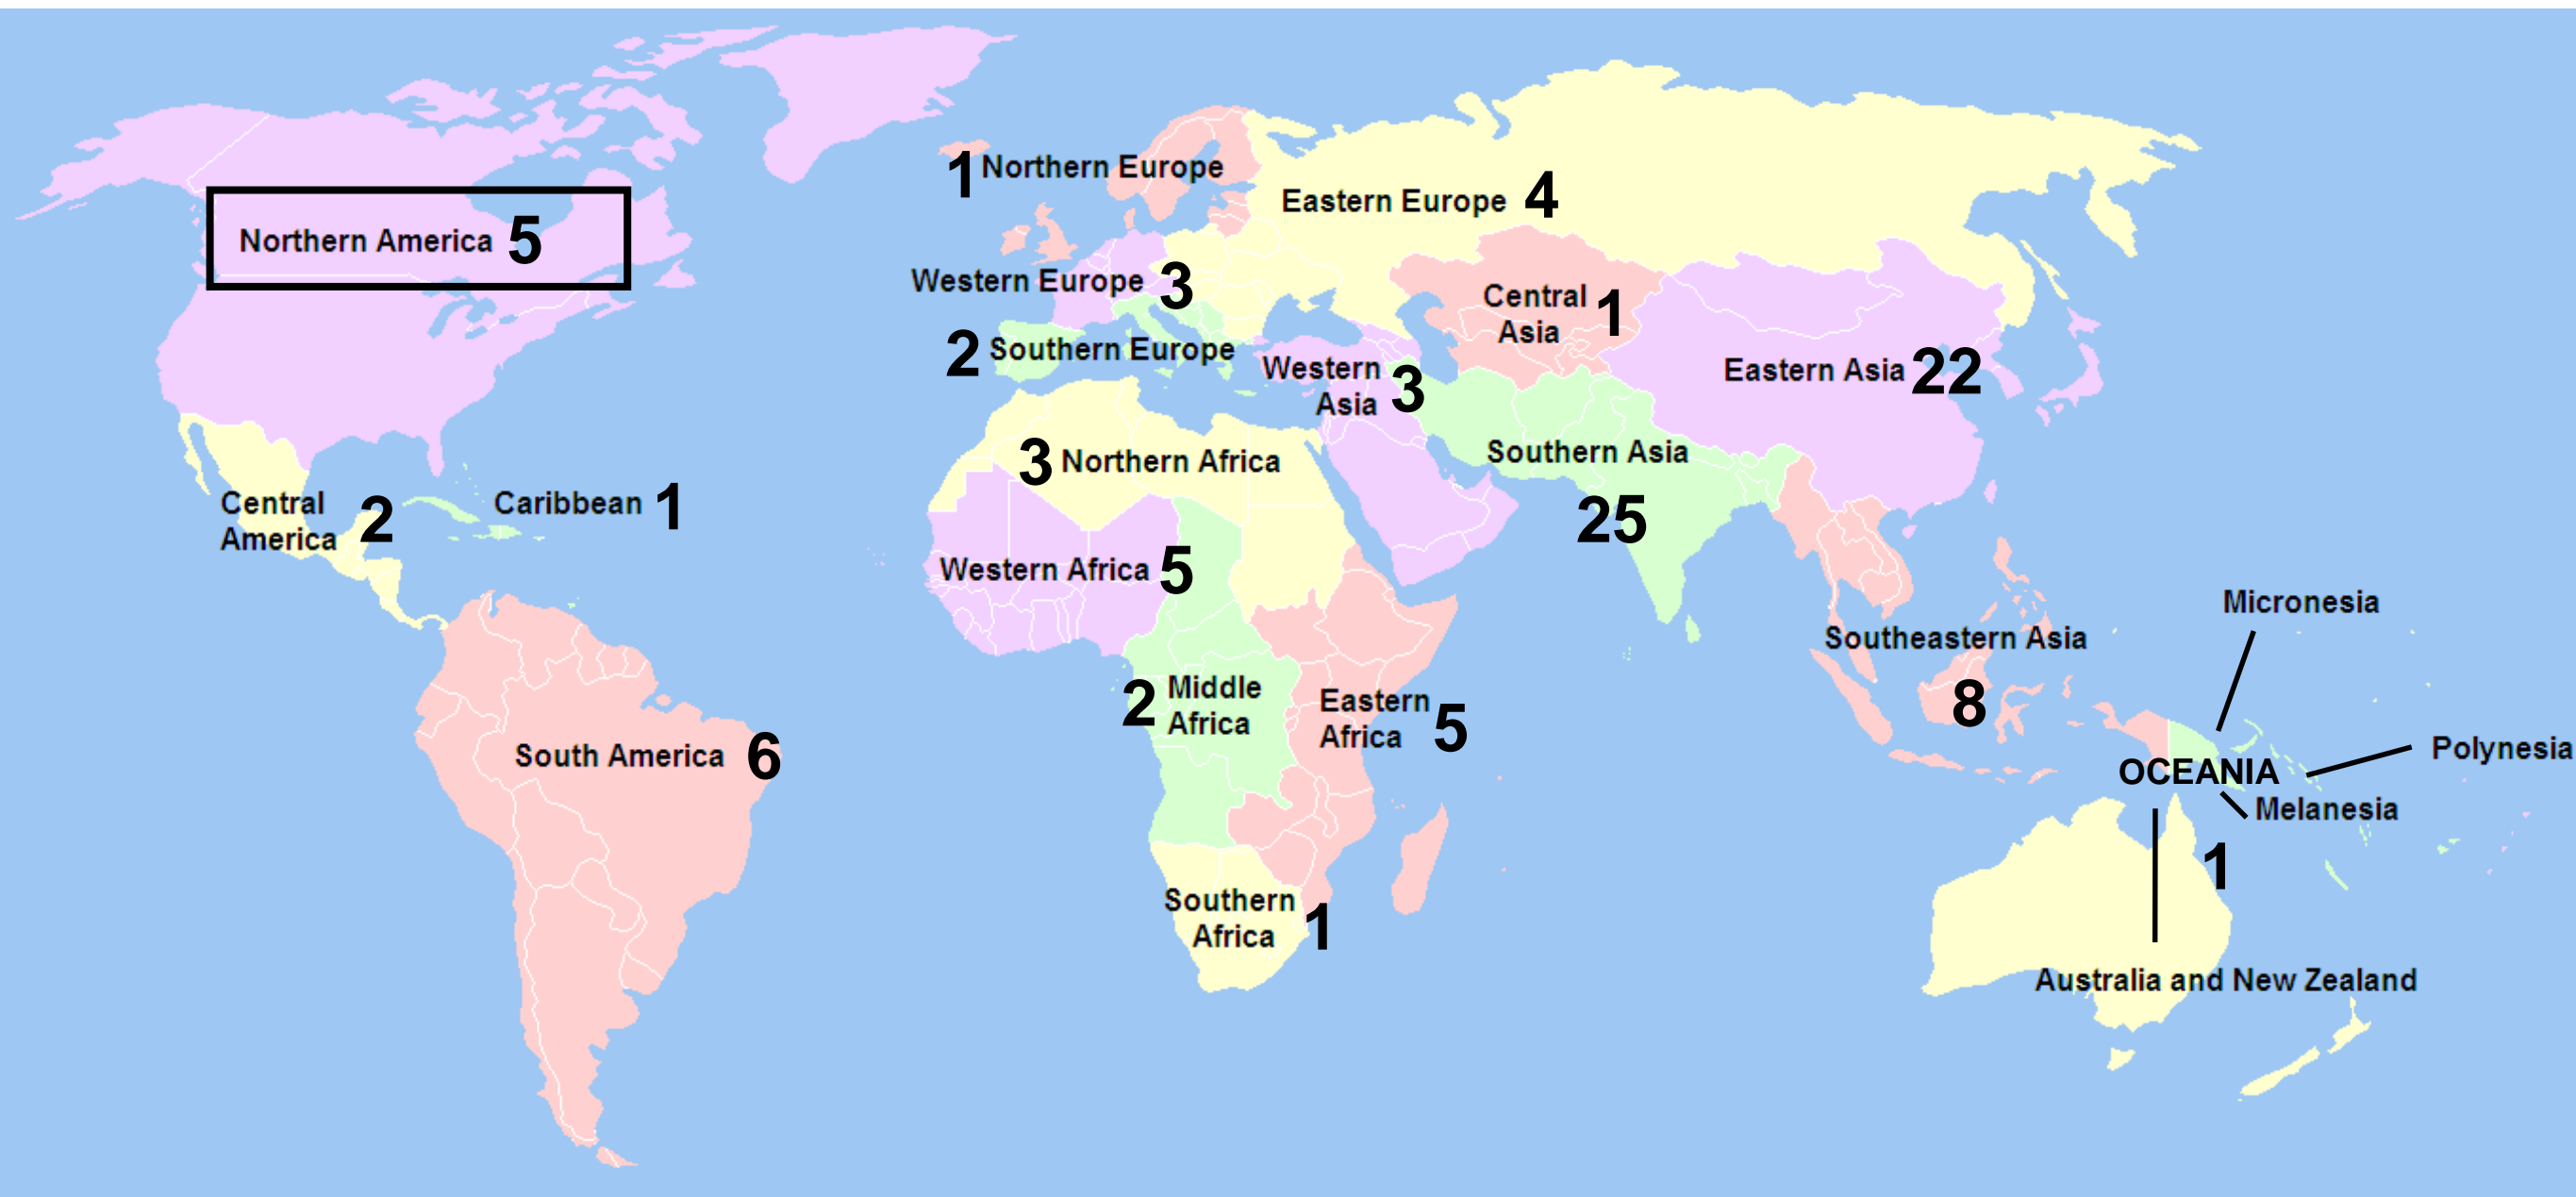 1 Northern Europe
Eastern Europe 4
Northern America 5
Western Europe 3
Central
Asia 1
2 Southern Europe
Western
Asia 3
Eastern Asia 22
3 Northern Africa
Southern Asia
25
Central
America 2
Caribbean 1
Western Africa 5
Micronesia
Southeastern Asia
8
2 Middle
Africa
Eastern
Africa 5
South America 6
Polynesia
OCEANIA
Melanesia
1
Southern
Africa 1
Australia and New Zealand